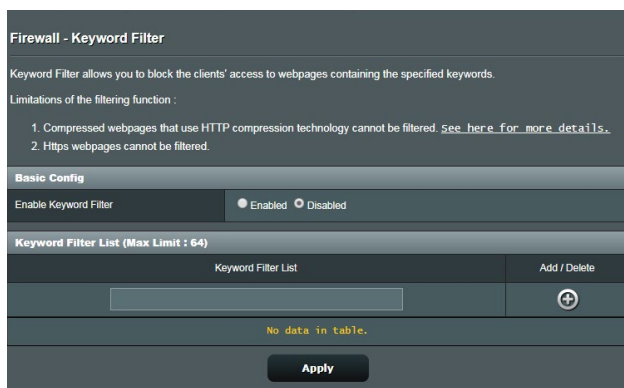 Firewall - Keyword Filter
Keyword Filter allows you to block the clients' access to webpages containing the specified keywords.
Limitations of the filtering function :
1. Compressed webpages that use HTTP compression technology cannot be filtered. See here for more details.
2. Https webpages cannot be filtered.
Basic Config
Enable Keyword Filter Enabled Disabled
Keyword Filter List (Max Limit : 64)
Keyword Filter List Add / Delete
No data in table.
Apply